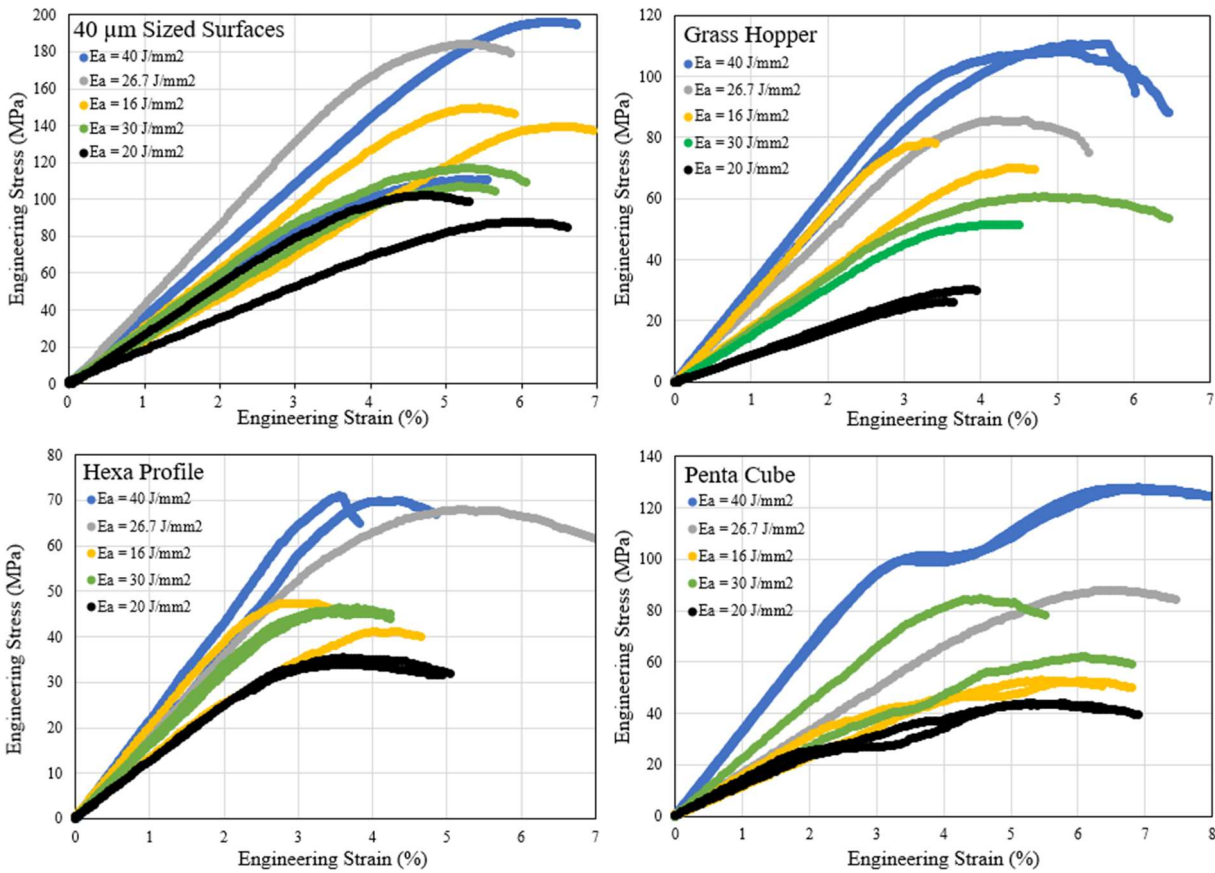 40 µm Sized Surfaces
Ea = 40 J/mm2
Ea = 26.7 J/mm2
Ea = 16 J/mm2
Ea = 30 J/mm2
Ea = 20 J/mm2
Engineering Stress (MPa)
200
180
160
140
120
100
80
60
40
20
0
0 1 2 3 4 5 6 7
Engineering Strain (%)
Grass Hopper
Ea = 40 J/mm2
Ea = 26.7 J/mm2
Ea = 16 J/mm2
Ea = 30 J/mm2
Ea = 20 J/mm2
Engineering Stress (MPa)
120
100
80
60
40
20
0
0 1 2 3 4 5 6 7
Engineering Strain (%)
Hexa Profile
Ea = 40 J/mm2
Ea = 26.7 J/mm2
Ea = 16 J/mm2
Ea = 30 J/mm2
Ea = 20 J/mm2
Engineering Stress (MPa)
80
70
60
50
40
30
20
10
0
0 1 2 3 4 5 6 7
Engineering Strain (%)
Penta Cube
Ea = 40 J/mm2
Ea = 26.7 J/mm2
Ea = 16 J/mm2
Ea = 30 J/mm2
Ea = 20 J/mm2
Engineering Stress (MPa)
140
120
100
80
60
40
20
0
0 1 2 3 4 5 6 7 8
Engineering Strain (%)